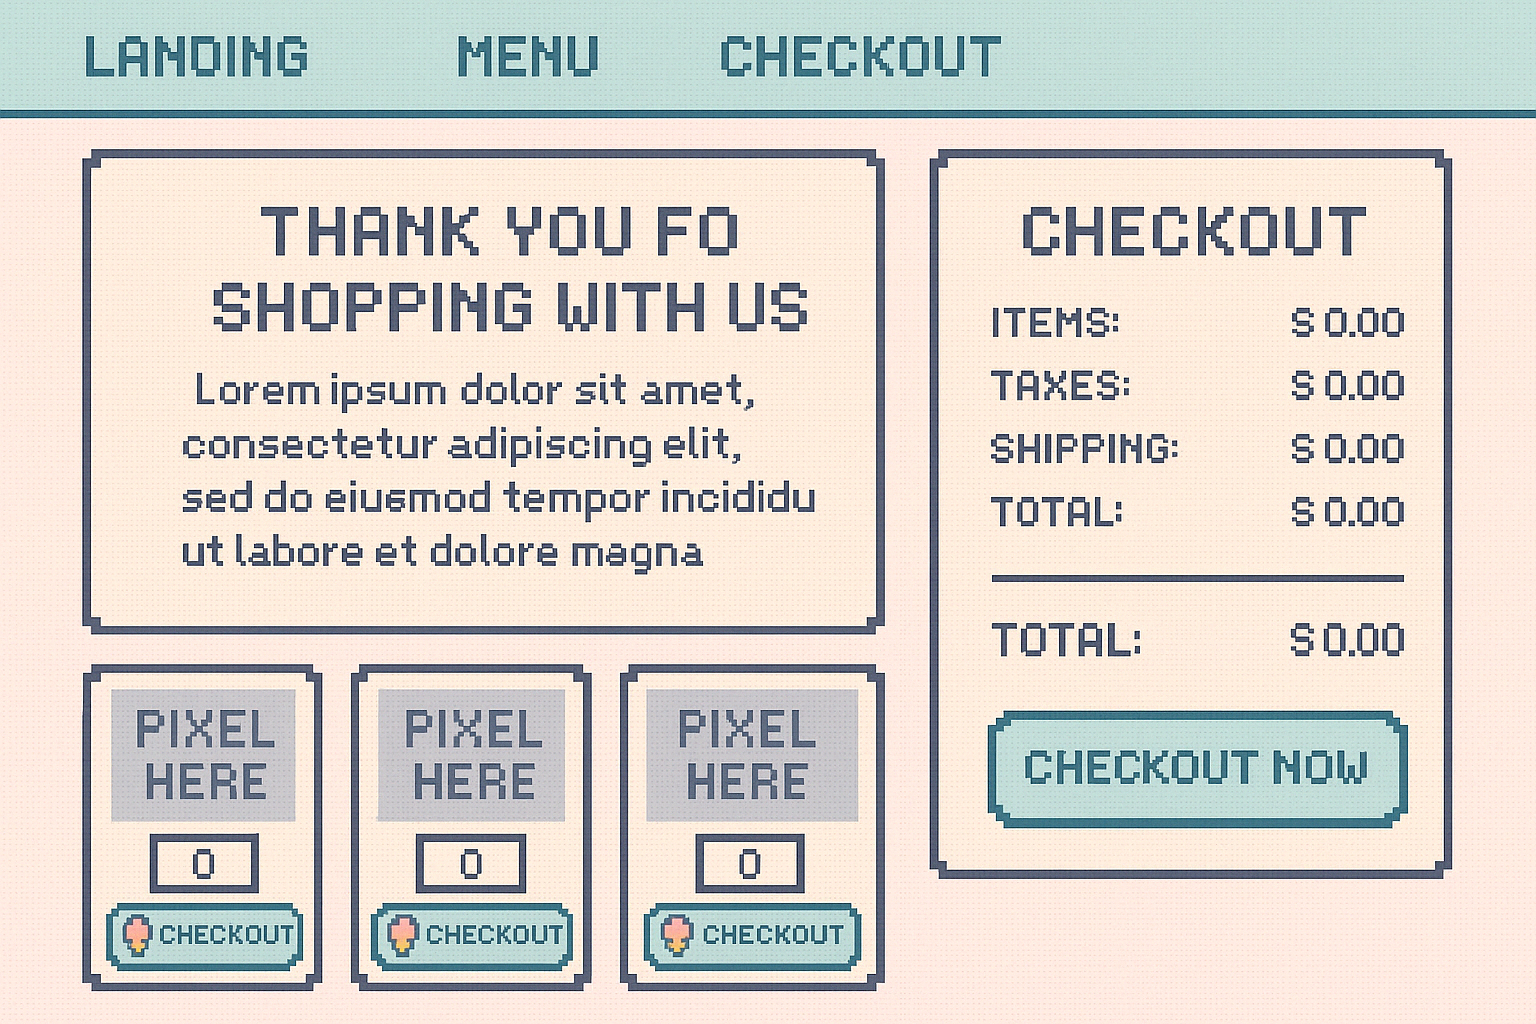 LANDING MENU CHECKOUT
THANK YOU FO
SHOPPING WITH US
Lorem ipsum dolor sit amet,
consectetur adipiscing elit,
sed do eiusmod tempor incididu
ut labore et dolore magna
CHECKOUT
ITEMS: $0.00
TAXES: $0.00
SHIPPING: $0.00
TOTAL: $0.00
TOTAL: $0.00
CHECKOUT NOW
PIXEL
HERE
0
CHECKOUT
PIXEL
HERE
0
CHECKOUT
PIXEL
HERE
0
CHECKOUT